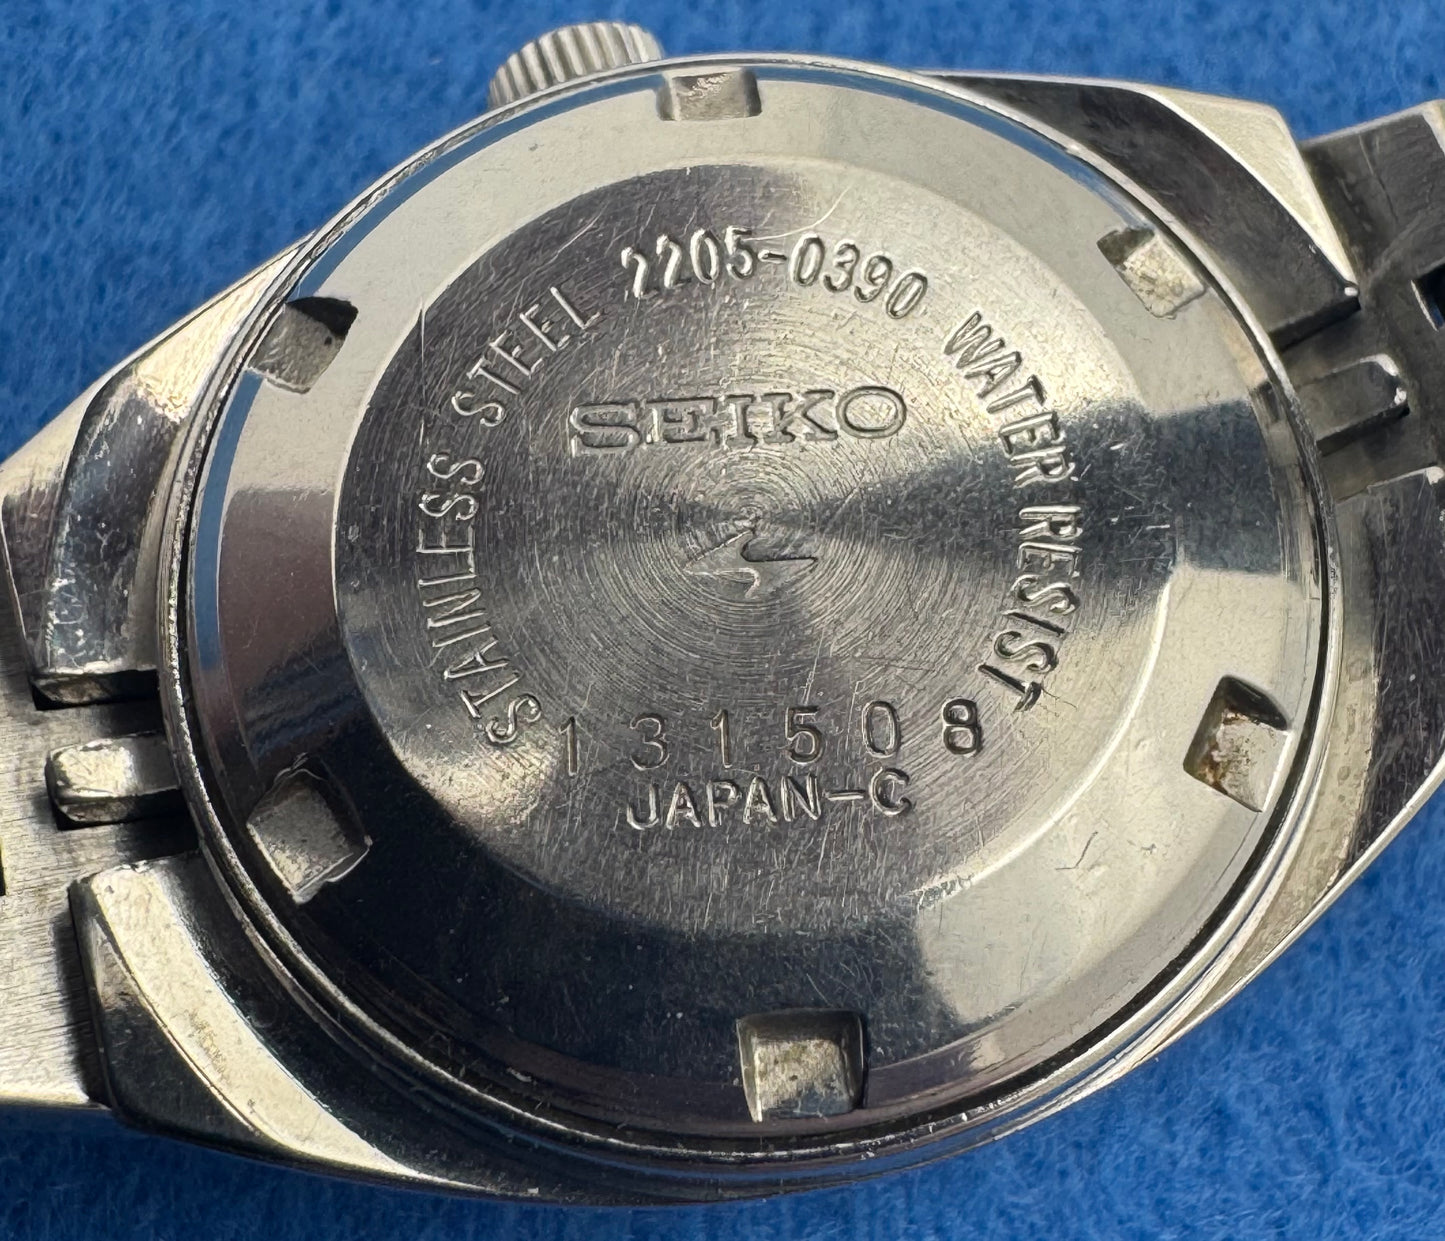 STAINLESS STEEL 2205-0390 WATER RESIST
SEIKO
131508
JAPAN-C